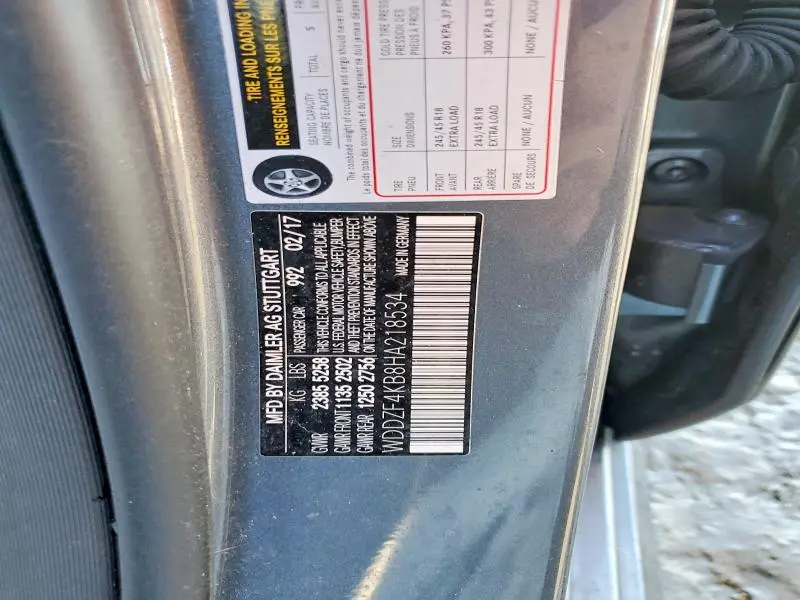 TIRE AND LOADING IN
RENSEIGNEMENTS SUR LES PNE
SEATING CAPACITY
NOMBRE DE PLACES
TOTAL 5
The combined weight of occupants and cargo should never
Le poids total des occupants et du chargement ne doit jamais
TIRE
PNEU
SIZE
DIMENSIONS
COLD TIRE
PRESSION DES
PNEUS À FROID
FRONT
AVANT
245/45 R18
EXTRA LOAD
260 KPA, 37 PS
REAR
ARRIÈRE
245/45 R18
EXTRA LOAD
300 KPA, 43 P
SPARE
DE SECOURS
NONE / AUCUN
NONE / AUCUN
MFD BY DAIMLER AG STUTTGART
KG LBS PASSENGER CAR 992 02/17
GVWR 2385 5258 THIS VEHICLE CONFORMS TO ALL APPLICABLE
GAWR FRONT 1135 2502 U.S. FEDERAL MOTOR VEHICLE SAFETY, BUMPER
AND THEFT PREVENTION STANDARDS IN EFFECT
GAWR REAR 1250 2756 ON THE DATE OF MANUFACTURE SHOWN ABOVE
WDDZF4KB8HA218534 MADE IN GERMANY